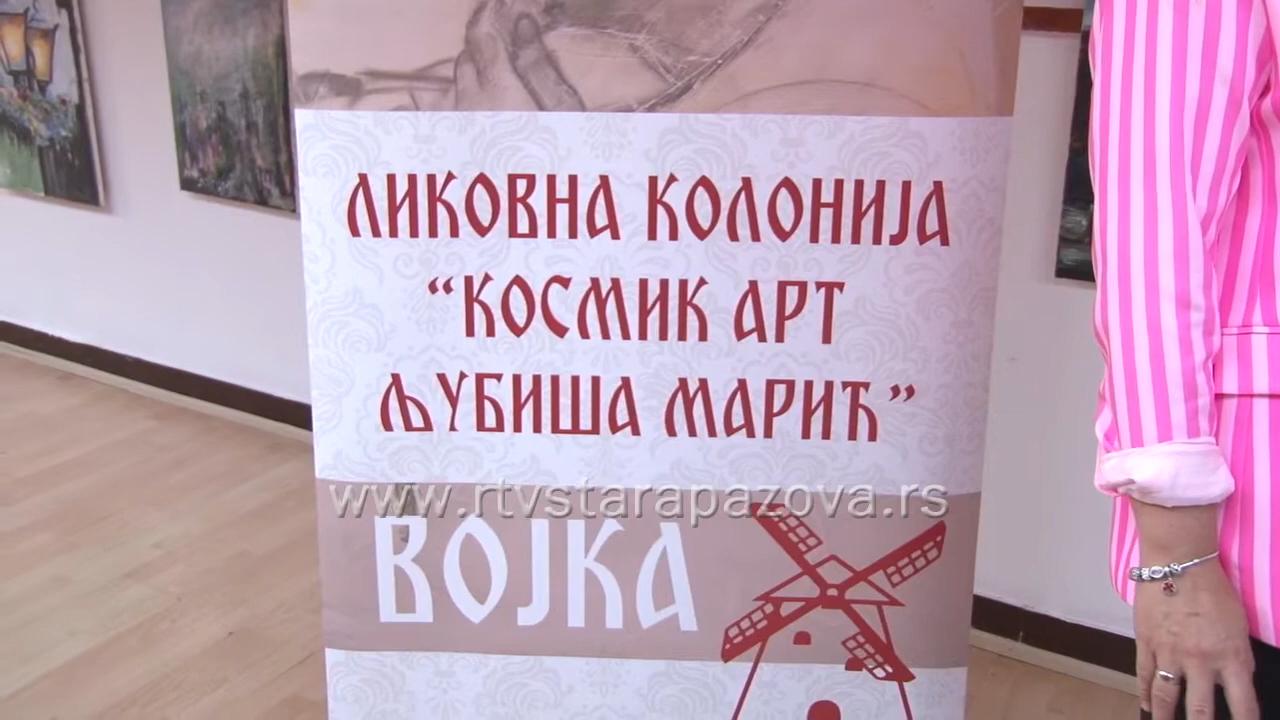 ЛИКОВНА КОЛОНИЈА
“КОСМИК АРТ
ЉУБИША МАРИЋ”
www.rtvstarapazova.rs
ВОЈКА